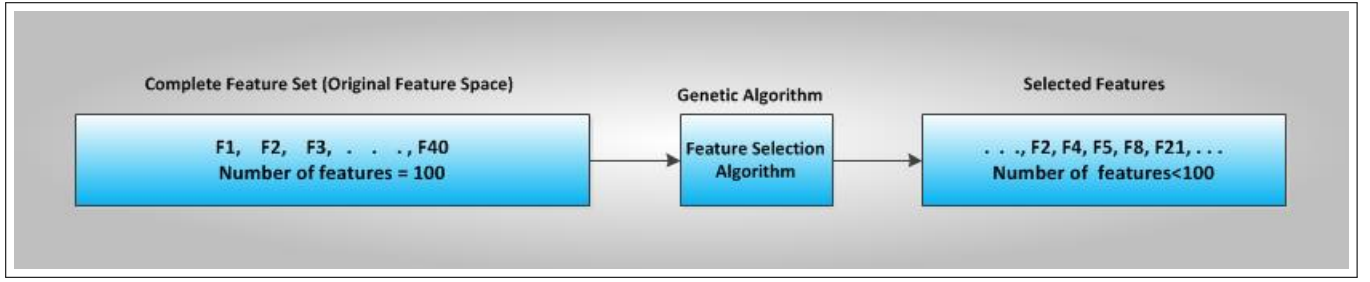 Complete Feature Set (Original Feature Space)
F1, F2, F3, . . . , F40
Number of features = 100
Genetic Algorithm
Feature Selection
Algorithm
Selected Features
. . ., F2, F4, F5, F8, F21, . . .
Number of features<100